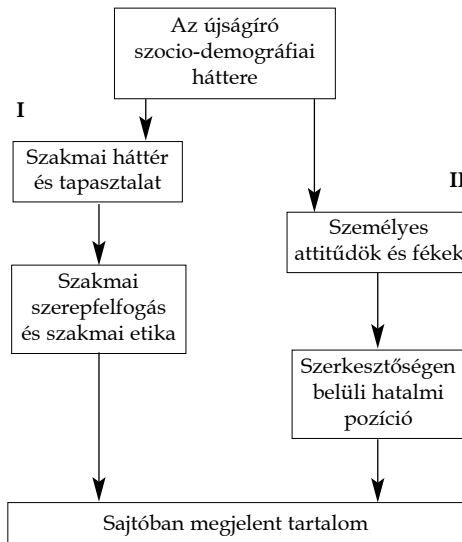 Az újságíró
szocio-demográfiai
háttere
I
Szakmai háttér
és tapasztalat
II
Személyes
attitűdök és fékek
Szakmai
szerepfelfogás
és szakmai etika
Szerkesztőségen
belüli hatalmi
pozíció
Sajtóban megjelent tartalom